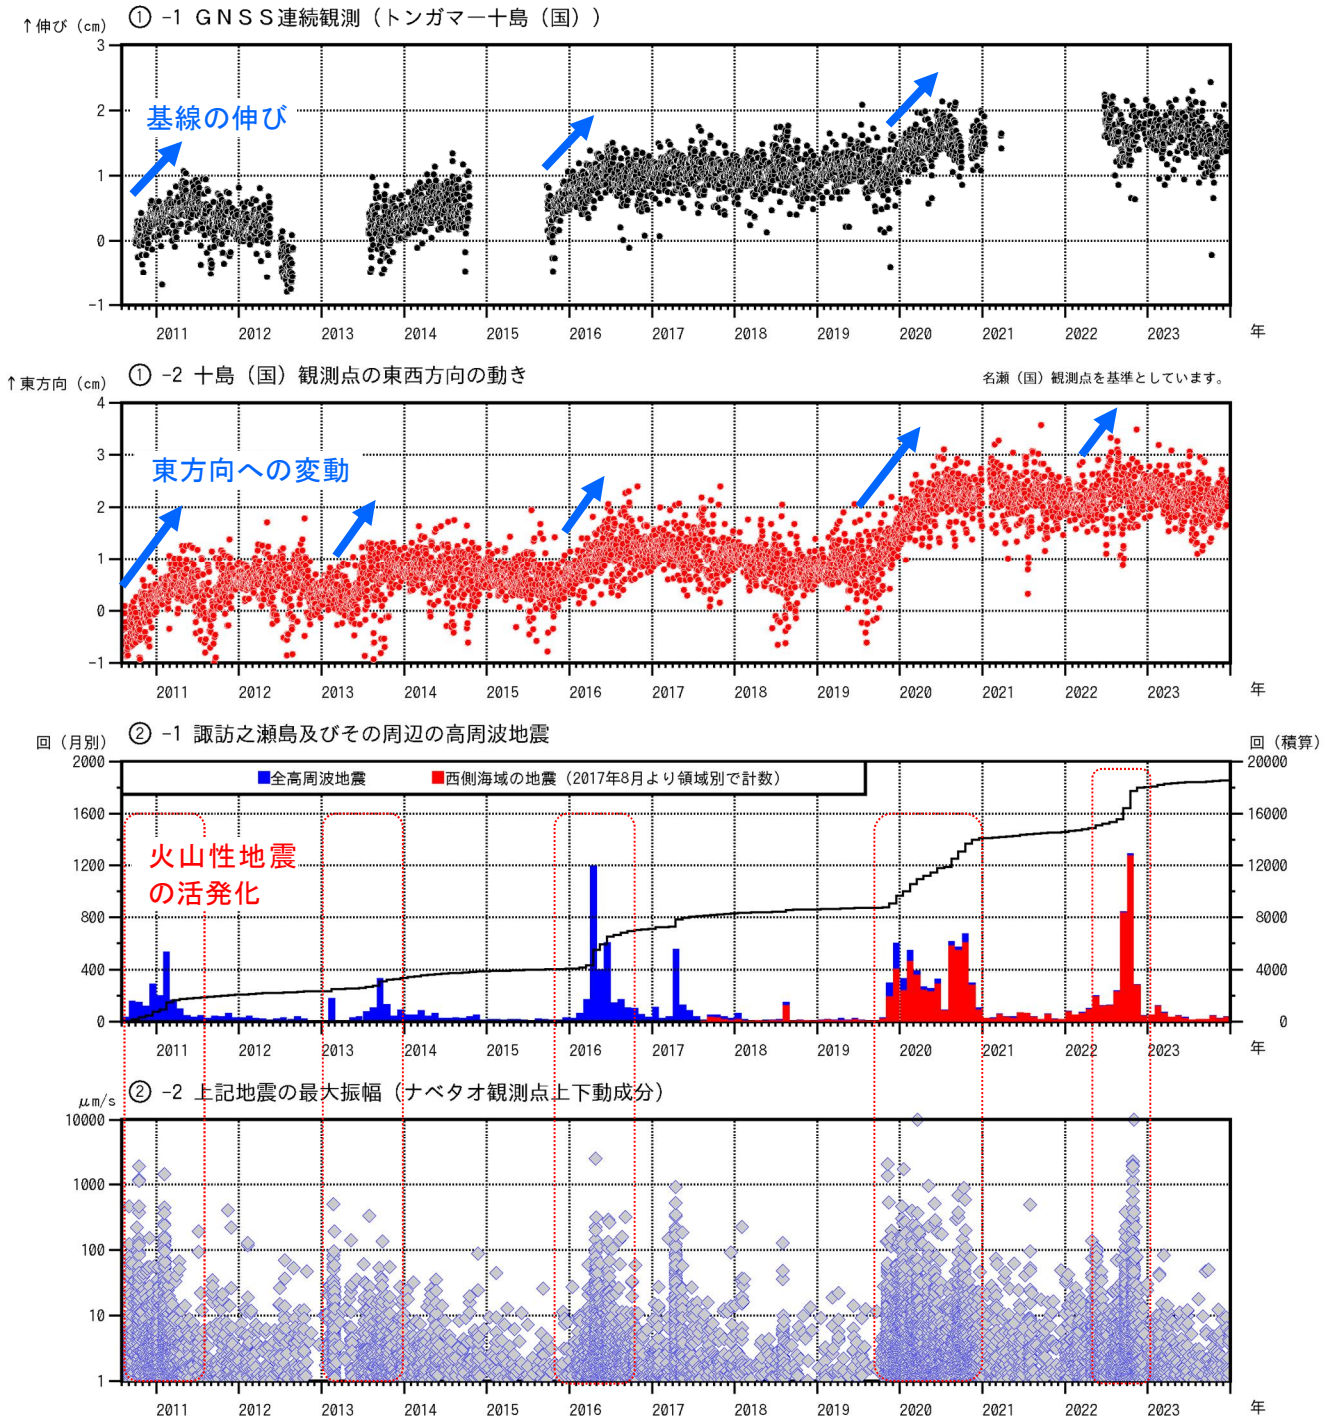 ① -1 GNSS連続観測（トンガマ－十島（国））
↑伸び（cm）
3
2
1
0
-1
基線の伸び
2011 2012 2013 2014 2015 2016 2017 2018 2019 2020 2021 2022 2023 年
① -2 十島（国）観測点の東西方向の動き
↑東方向（cm）
名瀬（国）観測点を基準としています。
4
3
2
1
0
-1
東方向への変動
2011 2012 2013 2014 2015 2016 2017 2018 2019 2020 2021 2022 2023 年
② -1 諏訪之瀬島及びその周辺の高周波地震
回（月別）
回（積算）
2000 20000
全高周波地震 西側海域の地震（2017年8月より領域別で計数）
1600 16000
1200 12000
800 8000
400 4000
0 0
火山性地震
の活発化
2011 2012 2013 2014 2015 2016 2017 2018 2019 2020 2021 2022 2023 年
② -2 上記地震の最大振幅（ナベタオ観測点上下動成分）
μm/s
10000
1000
100
10
1
2011 2012 2013 2014 2015 2016 2017 2018 2019 2020 2021 2022 2023 年